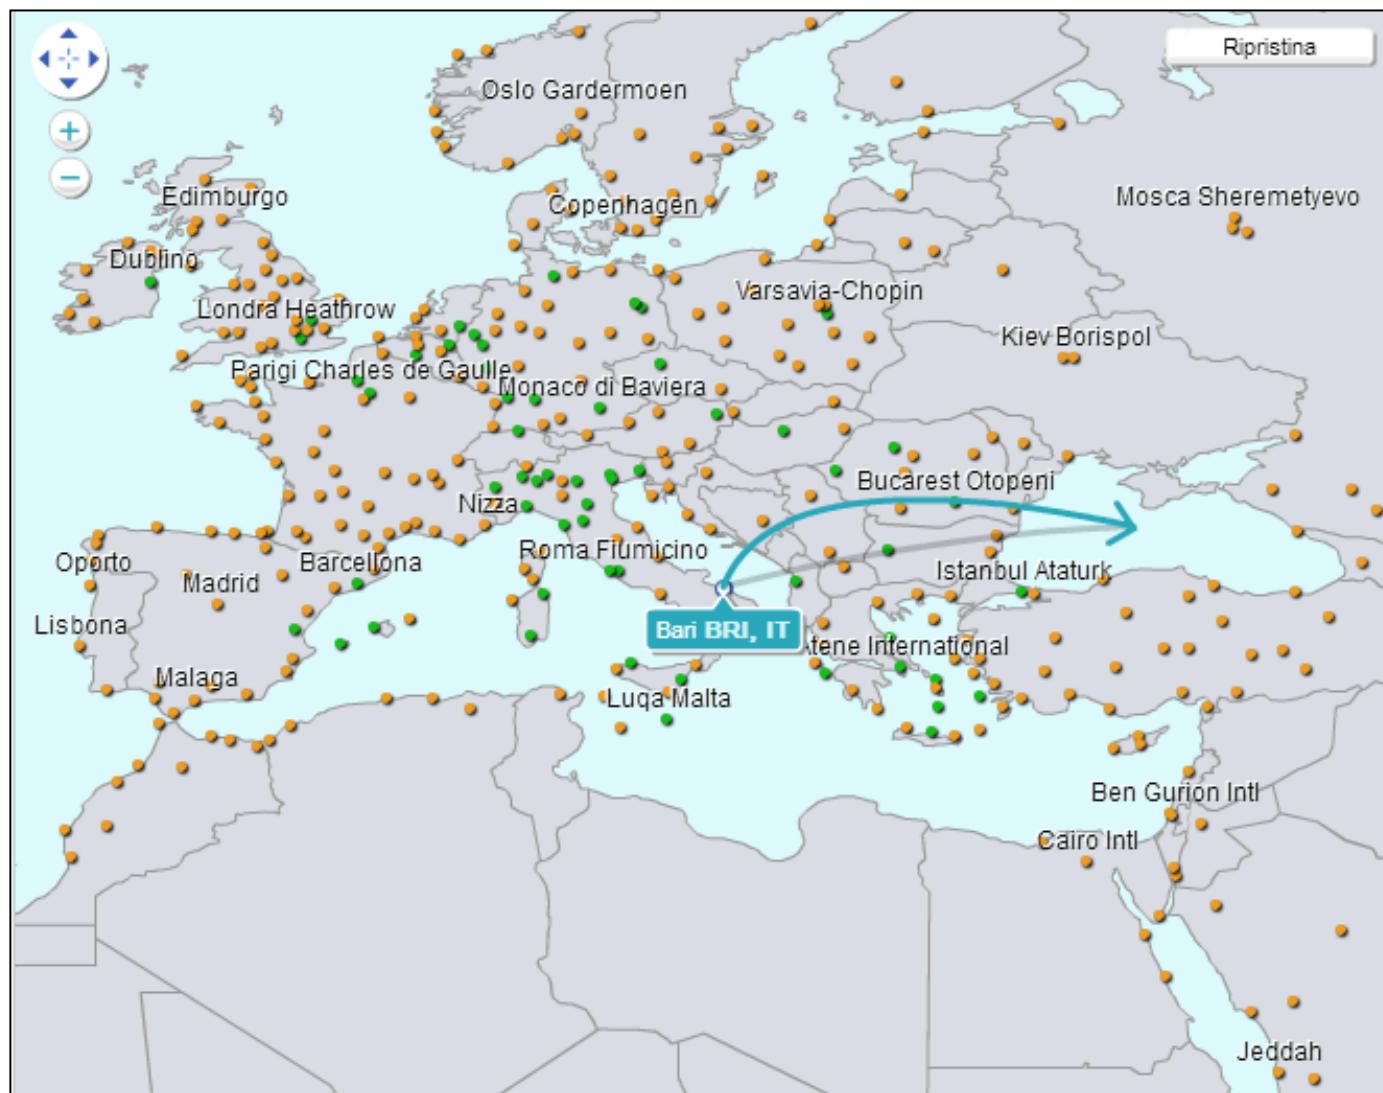 Ripristina
Oslo Gardermoen
Edimburgo
Copenhagen
Mosca Sheremetyevo
Dublino
Londra Heathrow
Varsavia-Chopin
Kiev Borispol
Parigi Charles de Gaulle
Monaco di Baviera
Bucarest Otopeni
Nizza
Roma Fiumicino
Oporto
Barcellona
Istanbul Ataturk
Madrid
Lisbona
Bari BRI, IT
Atene International
Malaga
Luqa Malta
Ben Gurion Intl
Cairo Intl
Jeddah